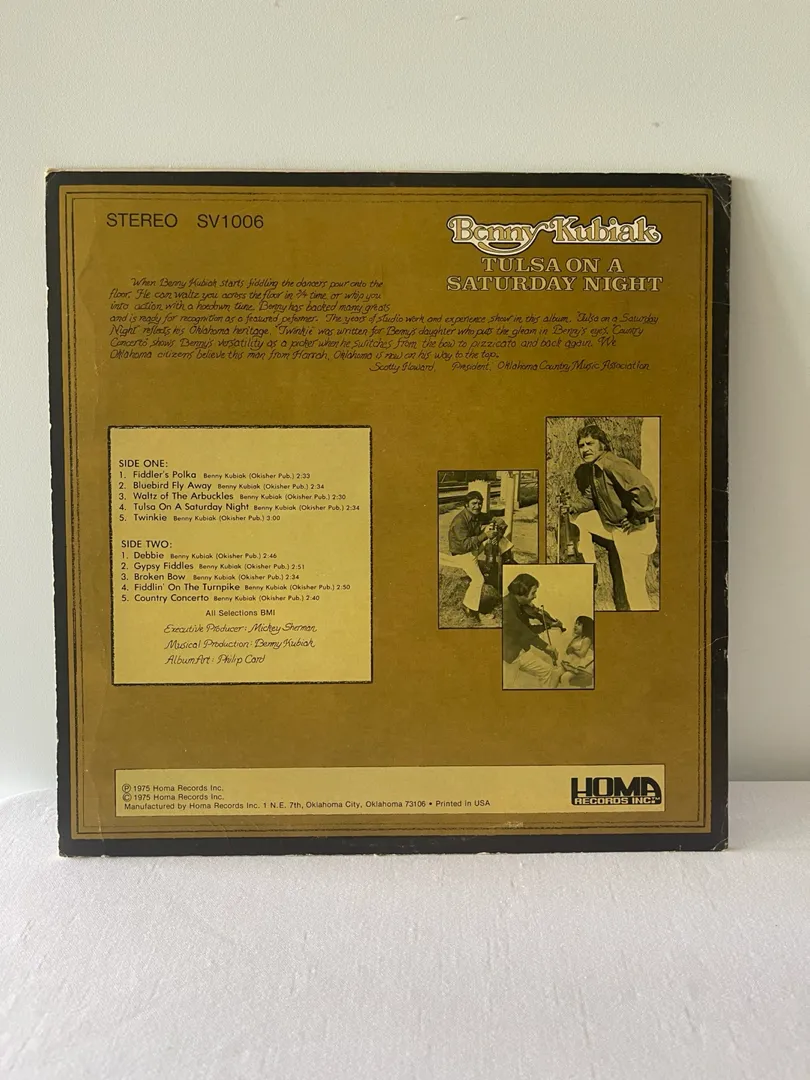 STEREO SV1006
Benny Kubiak
TULSA ON A
SATURDAY NIGHT
When Benny Kubiak starts fiddling the dancers pour onto the
floor. He can waltz you across the floor in 3/4 time or whip you
into action with a hoedown tune. Benny has backed many greats
and is ready for recognition as a featured peformer. The years of studio work and experience show in this album. Tulsa on a Saturday
Night reflects his Oklahoma heritage. "Twinkie" was written for Benny's daughter who puts the gleam in Benny's eyes. Country
Concerto shows Benny's versatility as a picker when he switches from the bow to pizzicato and back again. We
Oklahoma citizens believe this man from Harrah, Oklahoma is now on his way to the top.
Scotty Howard, President, Oklahoma Country Music Association
SIDE ONE:
1. Fiddler's Polka Benny Kubiak (Okisher Pub.) 2:33
2. Bluebird Fly Away Benny Kubiak (Okisher Pub.) 2:34
3. Waltz of The Arbuckles Benny Kubiak (Okisher Pub.) 2:30
4. Tulsa On A Saturday Night Benny Kubiak (Okisher Pub.) 2:34
5. Twinkie Benny Kubiak (Okisher Pub.) 3:00
SIDE TWO:
1. Debbie Benny Kubiak (Okisher Pub.) 2:46
2. Gypsy Fiddles Benny Kubiak (Okisher Pub.) 2:51
3. Broken Bow Benny Kubiak (Okisher Pub.) 2:34
4. Fiddlin' On The Turnpike Benny Kubiak (Okisher Pub.) 2:50
5. Country Concerto Benny Kubiak (Okisher Pub.) 2:40
All Selections BMI
Executive Producer: Mickey Sherman
Musical Production: Benny Kubiak
Album Art: Philip Card
Ⓟ 1975 Homa Records Inc.
© 1975 Homa Records Inc.
Manufactured by Homa Records Inc. 1 N.E. 7th, Oklahoma City, Oklahoma 73106 • Printed in USA
HOMA
RECORDS INC.™